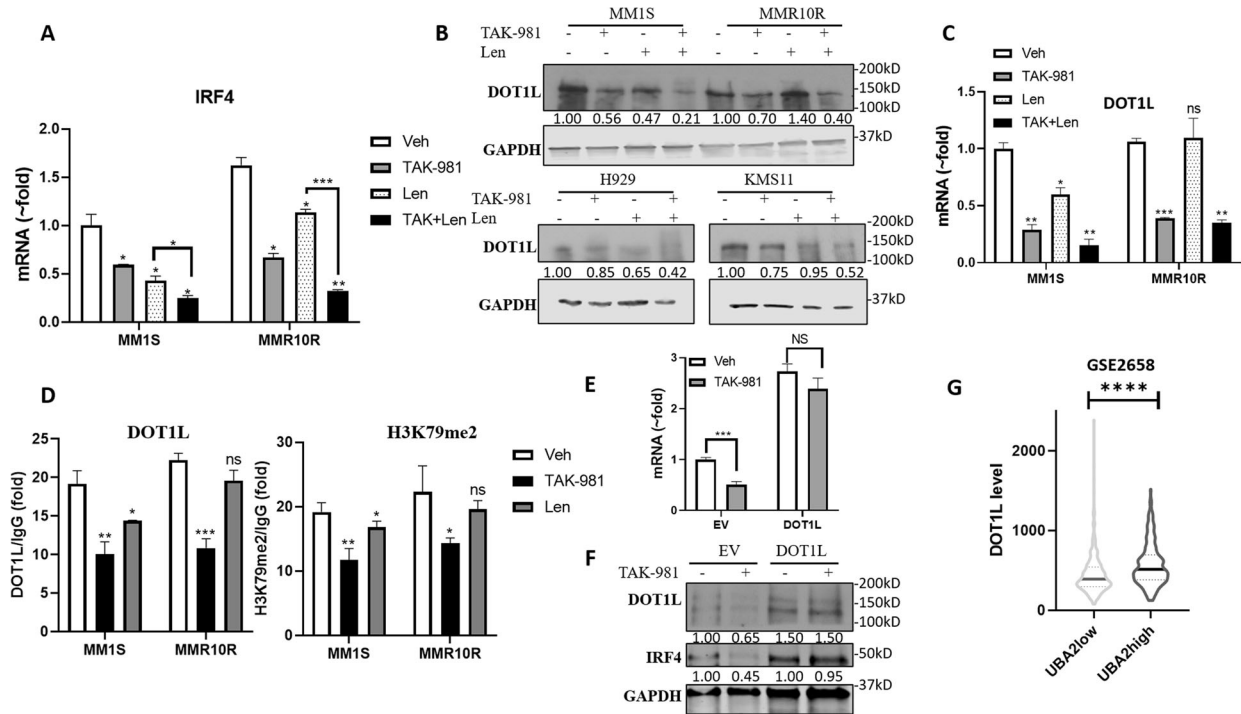 A
IRF4
mRNA (~fold)
1.5
1.0
0.5
0.0
* * * * * *** * **
MM1S MMR10R
Veh
TAK-981
Len
TAK+Len
B
MM1S MMR10R
TAK-981 - + - + - + - +
Len - - + + - - + +
DOT1L
-200kD
-150kD
-100kD
1.00 0.56 0.47 0.21 1.00 0.70 1.40 0.40
GAPDH
-37kD
H929 KMS11
TAK-981 - + - + - + - +
Len - - + + - - + +
DOT1L
-200kD
-150kD
-100kD
1.00 0.85 0.65 0.42 1.00 0.75 0.95 0.52
GAPDH
-37kD
C
Veh
TAK-981
Len
TAK+Len
DOT1L
mRNA (~fold)
1.5
1.0
0.5
0.0
** * ** *** ns **
MM1S MMR10R
D
DOT1L
DOT1L/IgG (fold)
25
20
15
10
5
0
** * *** ns
MM1S MMR10R
H3K79me2
H3K79me2/IgG (fold)
30
20
10
0
** * * ns
MM1S MMR10R
Veh
TAK-981
Len
E
Veh
TAK-981
mRNA (~fold)
3
2
1
0
*** NS
EV DOT1L
F
EV DOT1L
TAK-981 - + - +
DOT1L
-200kD
-150kD
-100kD
1.00 0.65 1.50 1.50
IRF4
-50kD
1.00 0.45 1.00 0.95
GAPDH
-37kD
G
GSE2658
****
DOT1L level
2000
1000
0
UBA2low UBA2high